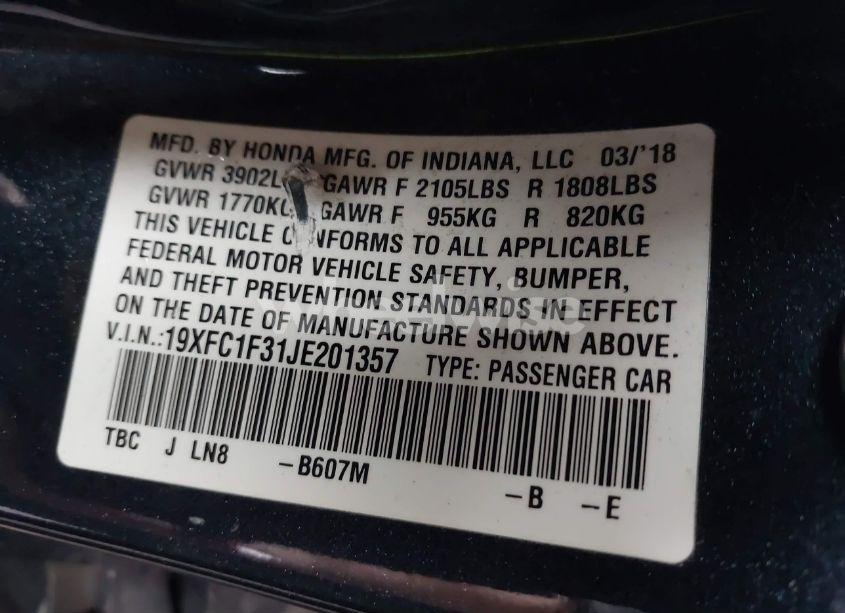 MFD. BY HONDA MFG. OF INDIANA, LLC 03/'18
GVWR 3902L GAWR F 2105LBS R 1808LBS
GVWR 1770KG GAWR F 955KG R 820KG
THIS VEHICLE C NFORMS TO ALL APPLICABLE
FEDERAL MOTOR VEHICLE SAFETY, BUMPER,
AND THEFT PREVENTION STANDARDS IN EFFECT
ON THE DATE OF MANUFACTURE SHOWN ABOVE.
V.I.N.:19XFC1F31JE201357 TYPE: PASSENGER CAR
TBC J LN8 -B607M -B -E